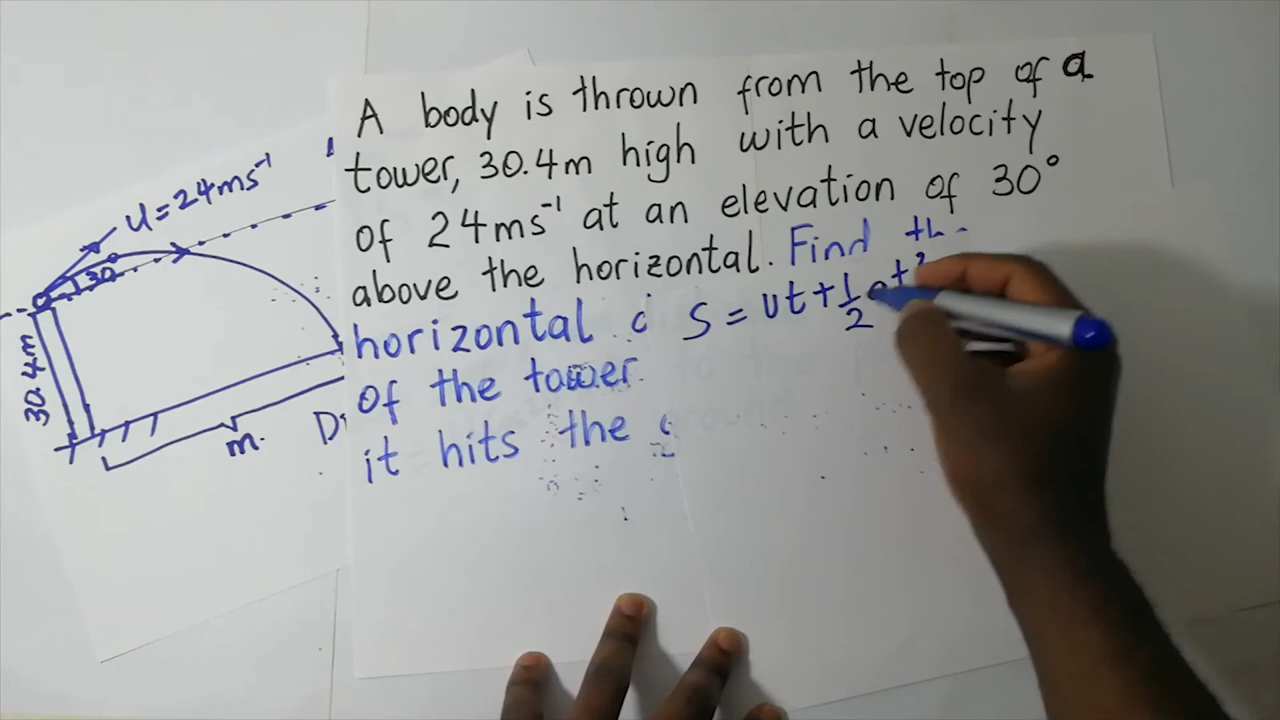 U=24ms⁻¹
30°
30.4m
m.
A body is thrown from the top of a
tower, 30.4m high with a velocity
of 24ms⁻¹ at an elevation of 30°
above the horizontal. Find
horizontal
S = Ut + 1/2 at²
of the tower
it hits the